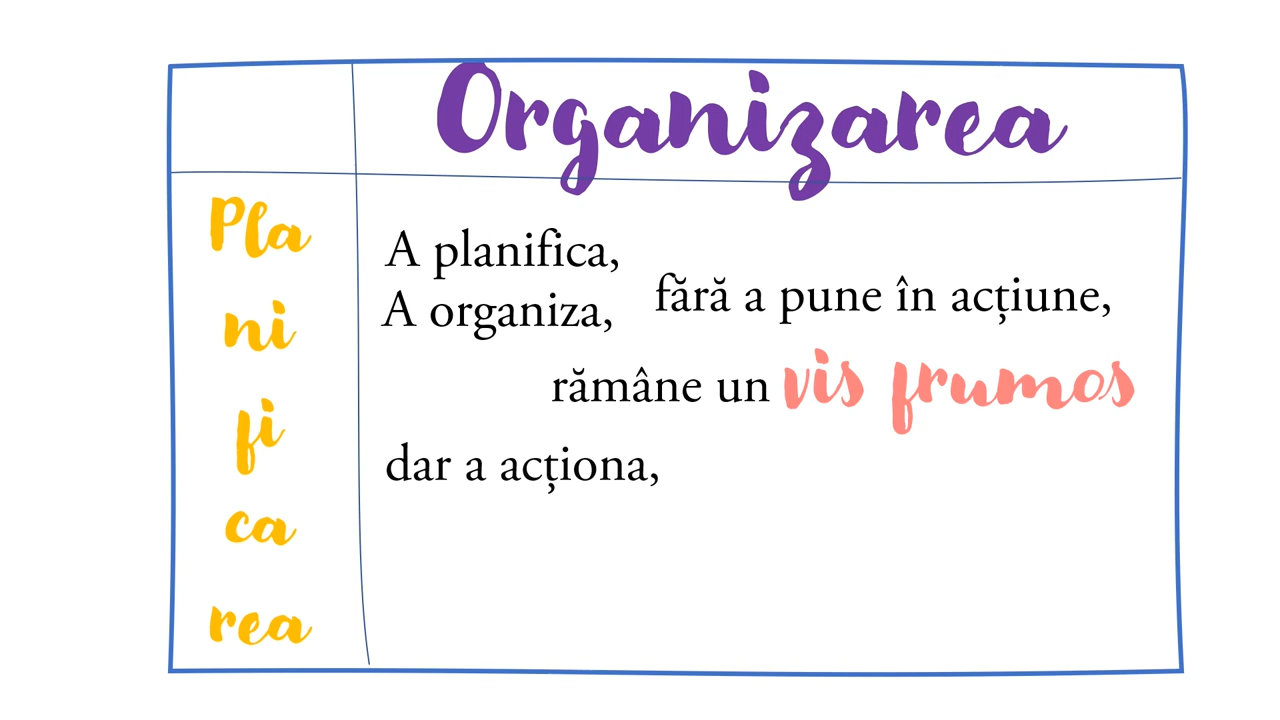 Organizarea
Pla
ni
fi
ca
rea
A planifica,
A organiza,
fără a pune în acțiune,
rămâne un vis frumos
dar a acționa,